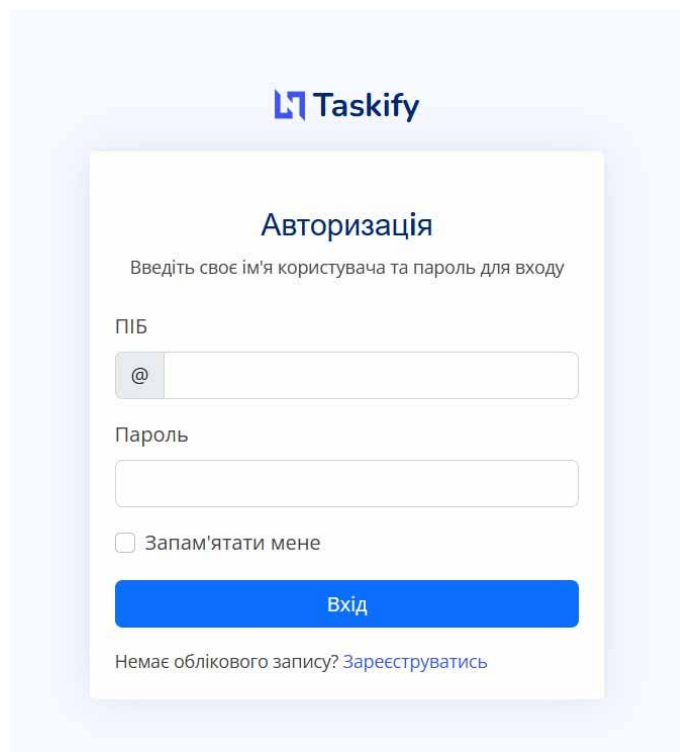 Taskify
Авторизація
Введіть своє ім'я користувача та пароль для входу
ПІБ
@
Пароль
Запам'ятати мене
Вхід
Немає облікового запису? Зареєструватись